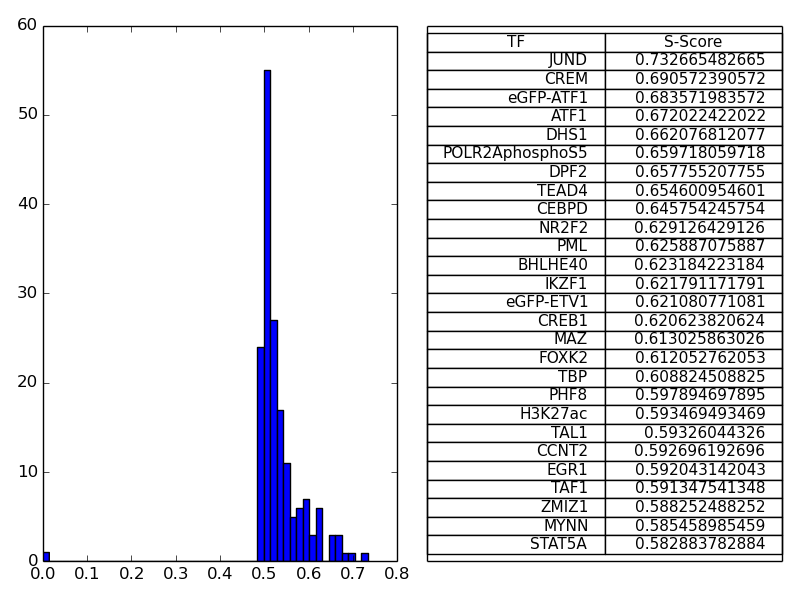 60
50
40
30
20
10
0
0.0 0.1 0.2 0.3 0.4 0.5 0.6 0.7 0.8
TF S-Score
JUND 0.732665482665
CREM 0.690572390572
eGFP-ATF1 0.683571983572
ATF1 0.672022422022
DHS1 0.662076812077
POLR2AphosphoS5 0.659718059718
DPF2 0.657755207755
TEAD4 0.654600954601
CEBPD 0.645754245754
NR2F2 0.629126429126
PML 0.625887075887
BHLHE40 0.623184223184
IKZF1 0.621791171791
eGFP-ETV1 0.621080771081
CREB1 0.620623820624
MAZ 0.613025863026
FOXK2 0.612052762053
TBP 0.608824508825
PHF8 0.597894697895
H3K27ac 0.593469493469
TAL1 0.59326044326
CCNT2 0.592696192696
EGR1 0.592043142043
TAF1 0.591347541348
ZMIZ1 0.588252488252
MYNN 0.585458985459
STAT5A 0.582883782884